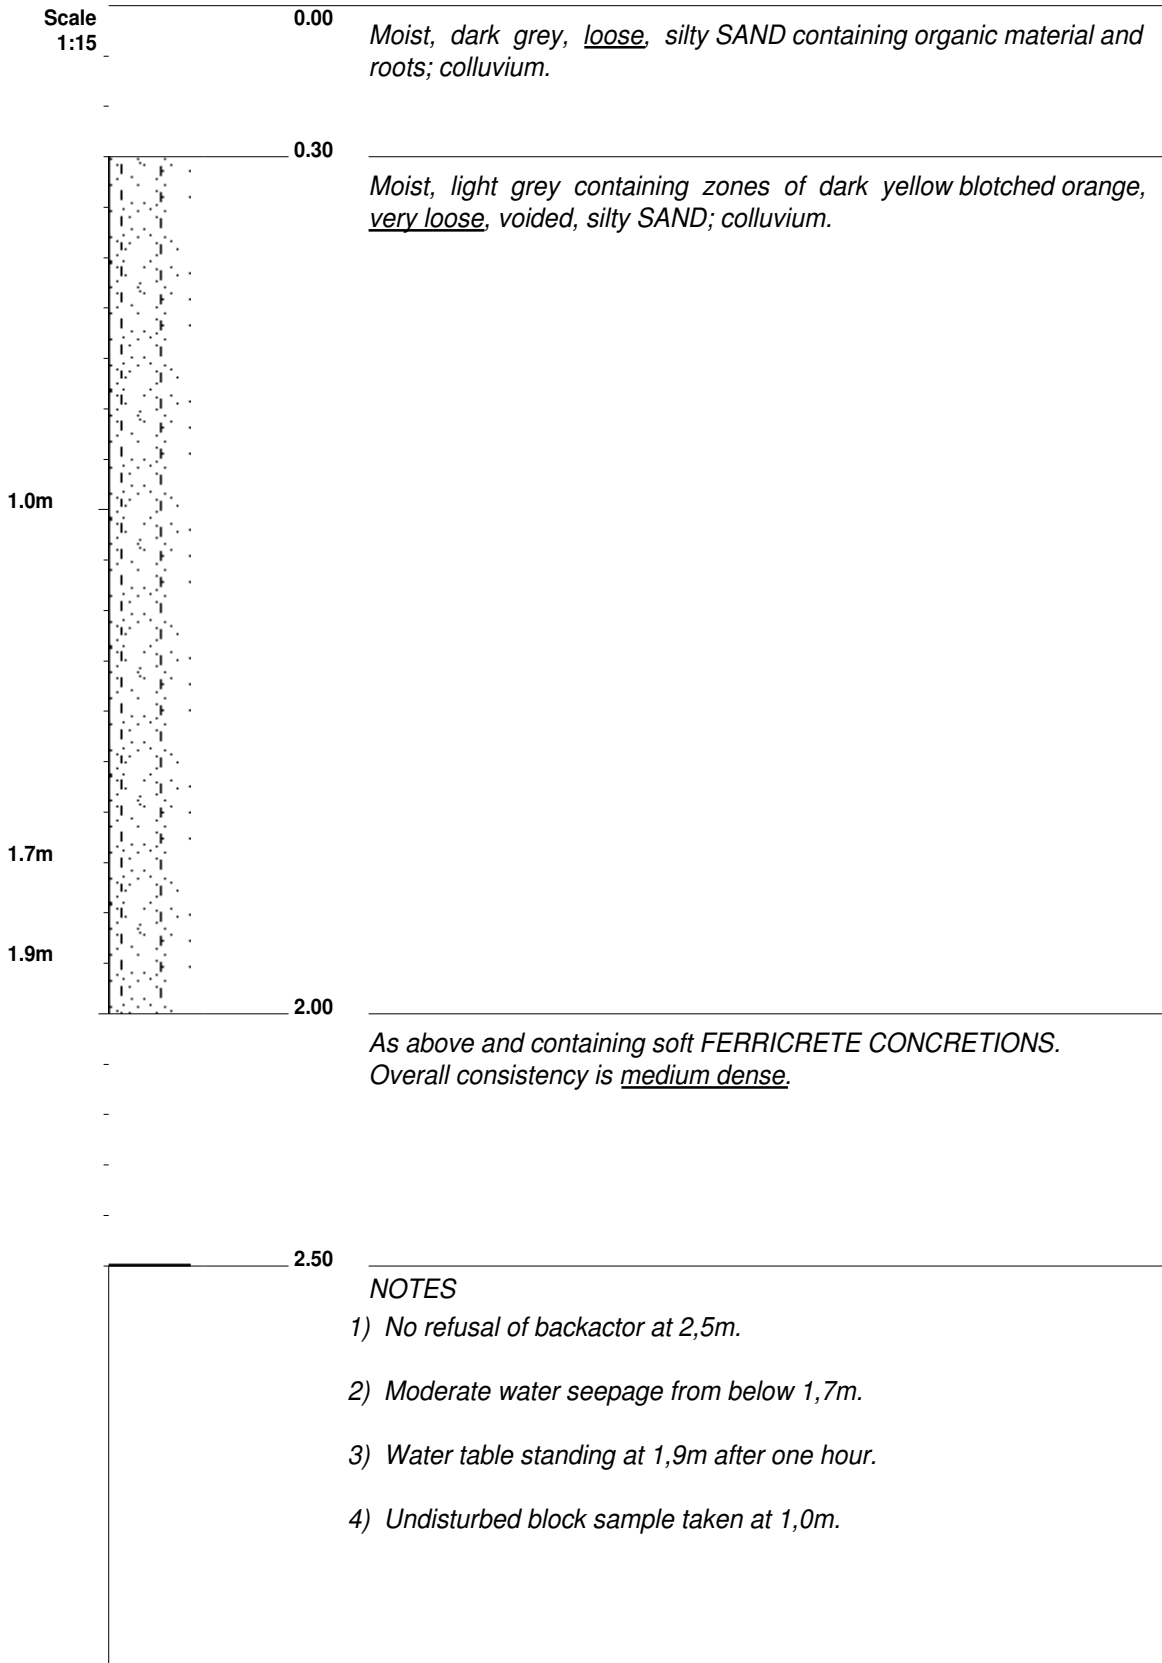 Scale
1:15
0.00
Moist, dark grey, loose, silty SAND containing organic material and
roots; colluvium.
0.30
Moist, light grey containing zones of dark yellow blotched orange,
very loose, voided, silty SAND; colluvium.
1.0m
1.7m
1.9m
2.00
As above and containing soft FERRICRETE CONCRETIONS.
Overall consistency is medium dense.
2.50
NOTES
1) No refusal of backactor at 2,5m.
2) Moderate water seepage from below 1,7m.
3) Water table standing at 1,9m after one hour.
4) Undisturbed block sample taken at 1,0m.